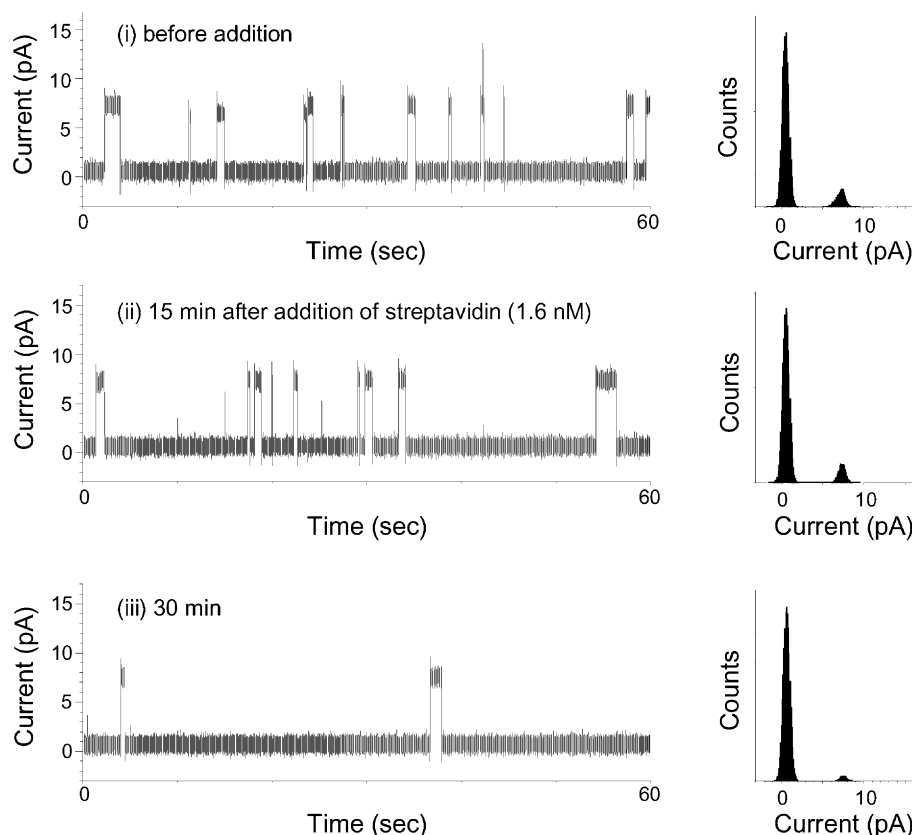 (i) before addition
Current (pA)
15
10
5
0
0
60
Time (sec)
Counts
0
10
Current (pA)
(ii) 15 min after addition of streptavidin (1.6 nM)
Current (pA)
15
10
5
0
0
60
Time (sec)
Counts
0
10
Current (pA)
(iii) 30 min
Current (pA)
15
10
5
0
0
60
Time (sec)
Counts
0
10
Current (pA)